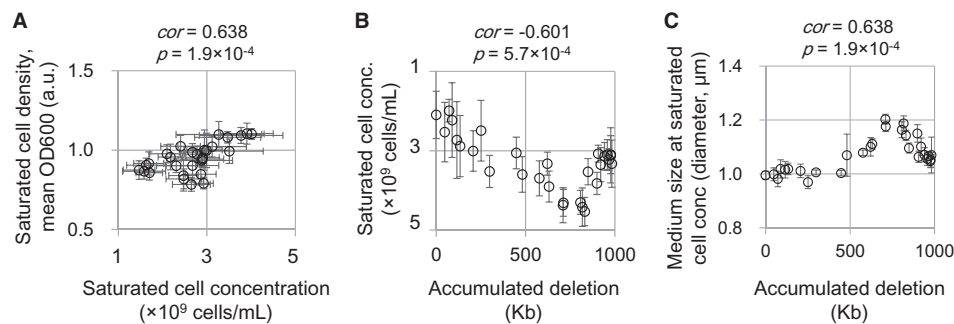 A
cor = 0.638
p = 1.9×10⁻⁴
Saturated cell density,
mean OD600 (a.u.)
1.5
1.0
0.5
1
3
5
Saturated cell concentration
(×10⁹ cells/mL)
B
cor = -0.601
p = 5.7×10⁻⁴
Saturated cell conc.
(×10⁹ cells/mL)
1
3
5
0
500
1000
Accumulated deletion
(Kb)
C
cor = 0.638
p = 1.9×10⁻⁴
Medium size at saturated
cell conc (diameter, μm)
1.4
1.2
1.0
0.8
0
500
1000
Accumulated deletion
(Kb)